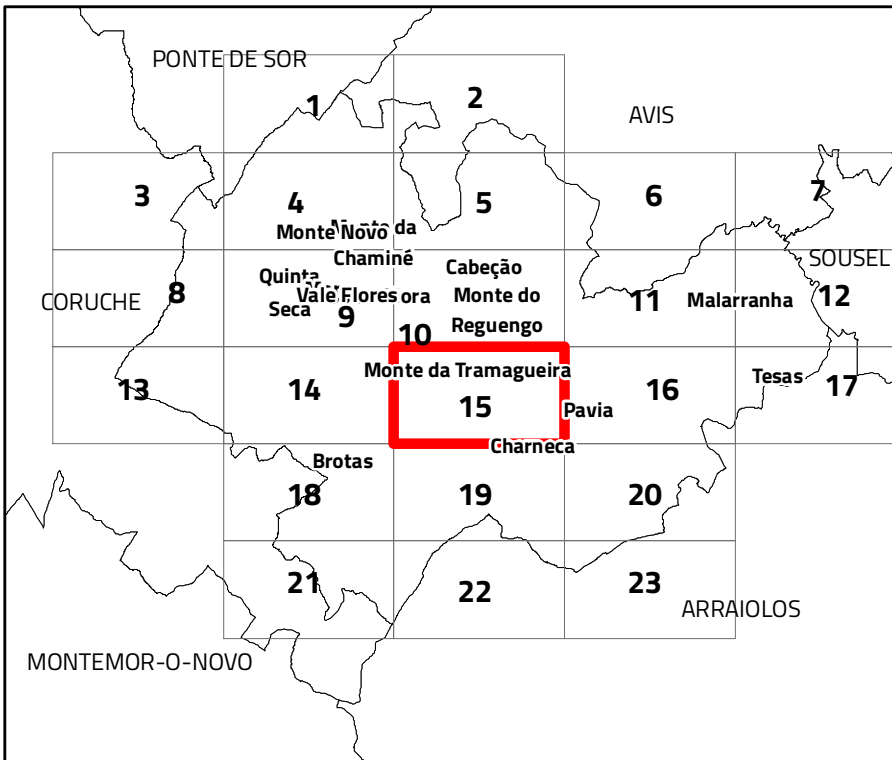 PONTE DE SOR
1
2
AVIS
3
4
5
6
7
Monte Novo
da
Chaminé
Cabeção
SOUSEL
CORUCHE
8
Quinta
Seca
Vale Flores
ora
9
10
Monte do
Reguengo
11
Malarranha
12
13
14
Monte da Tramagueira
15
Pavia
16
Tesas
17
Charneca
Brotas
18
19
20
21
22
23
ARRAIOLOS
MONTEMOR-O-NOVO